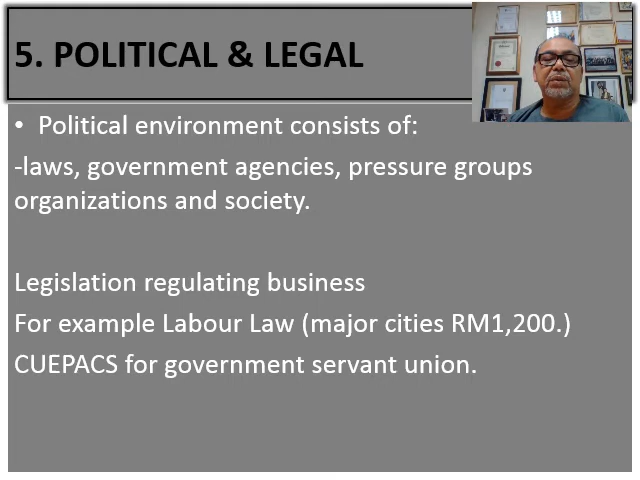 5. POLITICAL & LEGAL
• Political environment consists of:
-laws, government agencies, pressure groups
organizations and society.
Legislation regulating business
For example Labour Law (major cities RM1,200.)
CUEPACS for government servant union.